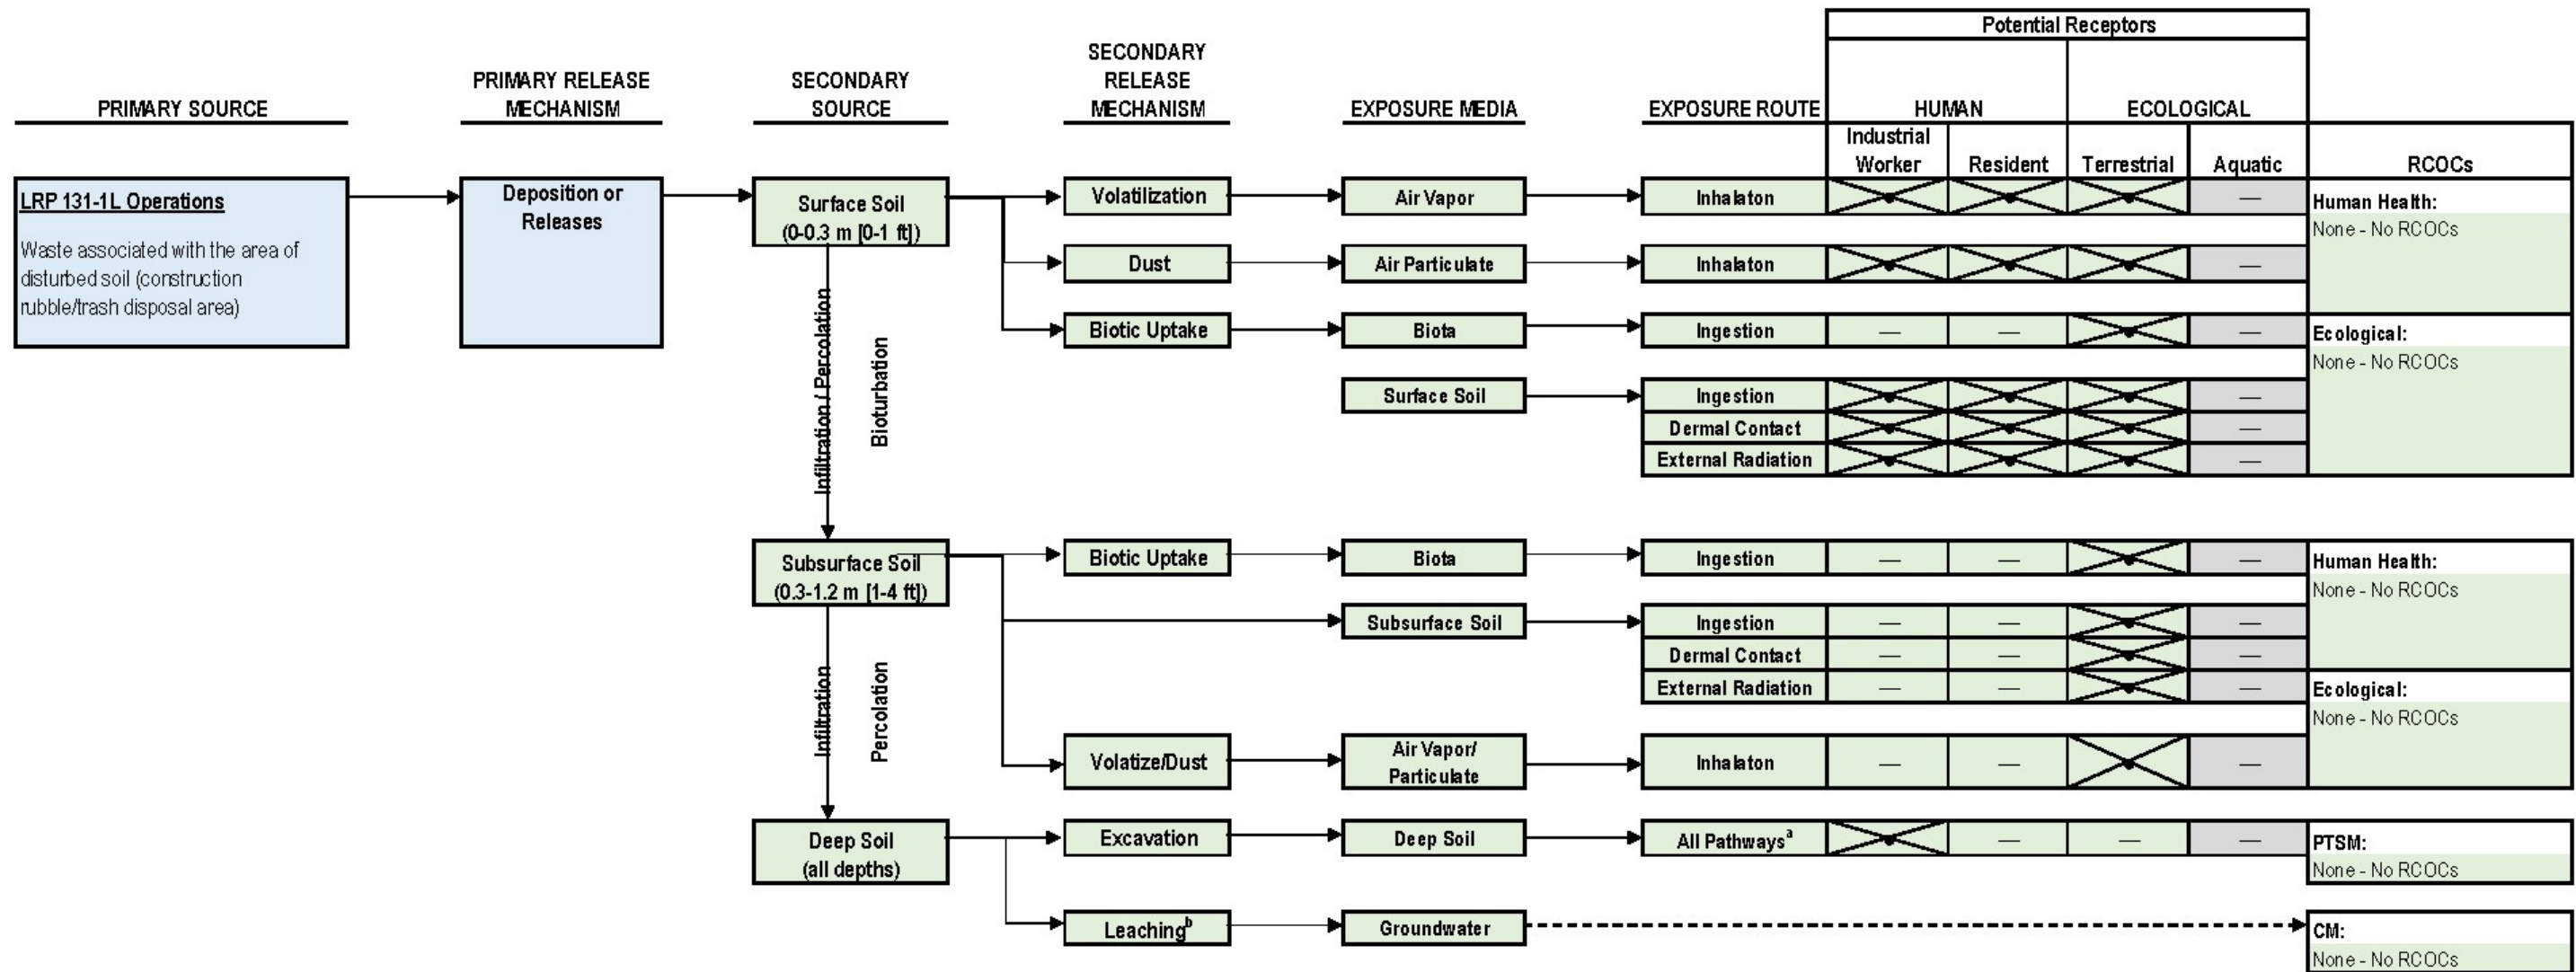 Potential Receptors
PRIMARY SOURCE
PRIMARY RELEASE
MECHANISM
SECONDARY
SOURCE
SECONDARY
RELEASE
MECHANISM
EXPOSURE MEDIA
EXPOSURE ROUTE
HUMAN
ECOLOGICAL
Industrial
Worker
Resident
Terrestrial
Aquatic
RCOCs
LRP 131-1L Operations
Waste associated with the area of
disturbed soil (construction
rubble/trash disposal area)
Deposition or
Releases
Surface Soil
(0-0.3 m [0-1 ft])
Volatilization
Air Vapor
Inhalaton
—
Human Health:
None - No RCOCs
Dust
Air Particulate
Inhalaton
—
Biotic Uptake
Biota
Ingestion
— — —
Ecological:
None - No RCOCs
Surface Soil
Ingestion
—
Dermal Contact
—
External Radiation
—
Infiltration / Percolation
Bioturbation
Subsurface Soil
(0.3-1.2 m [1-4 ft])
Biotic Uptake
Biota
Ingestion
— — —
Human Health:
None - No RCOCs
Subsurface Soil
Ingestion
— — —
Dermal Contact
— — —
External Radiation
— — —
Ecological:
None - No RCOCs
Infiltration
Percolation
Volatize/Dust
Air Vapor/
Particulate
Inhalaton
— — —
Deep Soil
(all depths)
Excavation
Deep Soil
All Pathwaysᵃ
— — —
PTSM:
None - No RCOCs
Leachingᵇ
Groundwater
CM:
None - No RCOCs